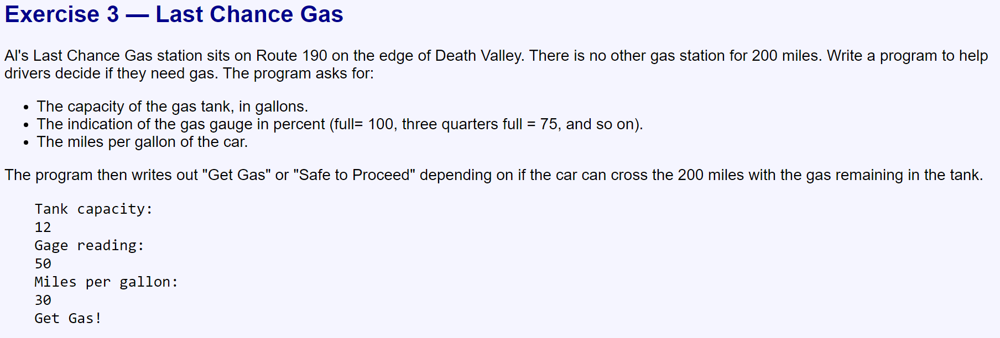 Exercise 3 — Last Chance Gas
Al's Last Chance Gas station sits on Route 190 on the edge of Death Valley. There is no other gas station for 200 miles. Write a program to help
drivers decide if they need gas. The program asks for:
• The capacity of the gas tank, in gallons.
• The indication of the gas gauge in percent (full= 100, three quarters full = 75, and so on).
• The miles per gallon of the car.
The program then writes out "Get Gas" or "Safe to Proceed" depending on if the car can cross the 200 miles with the gas remaining in the tank.
Tank capacity:
12
Gage reading:
50
Miles per gallon:
30
Get Gas!